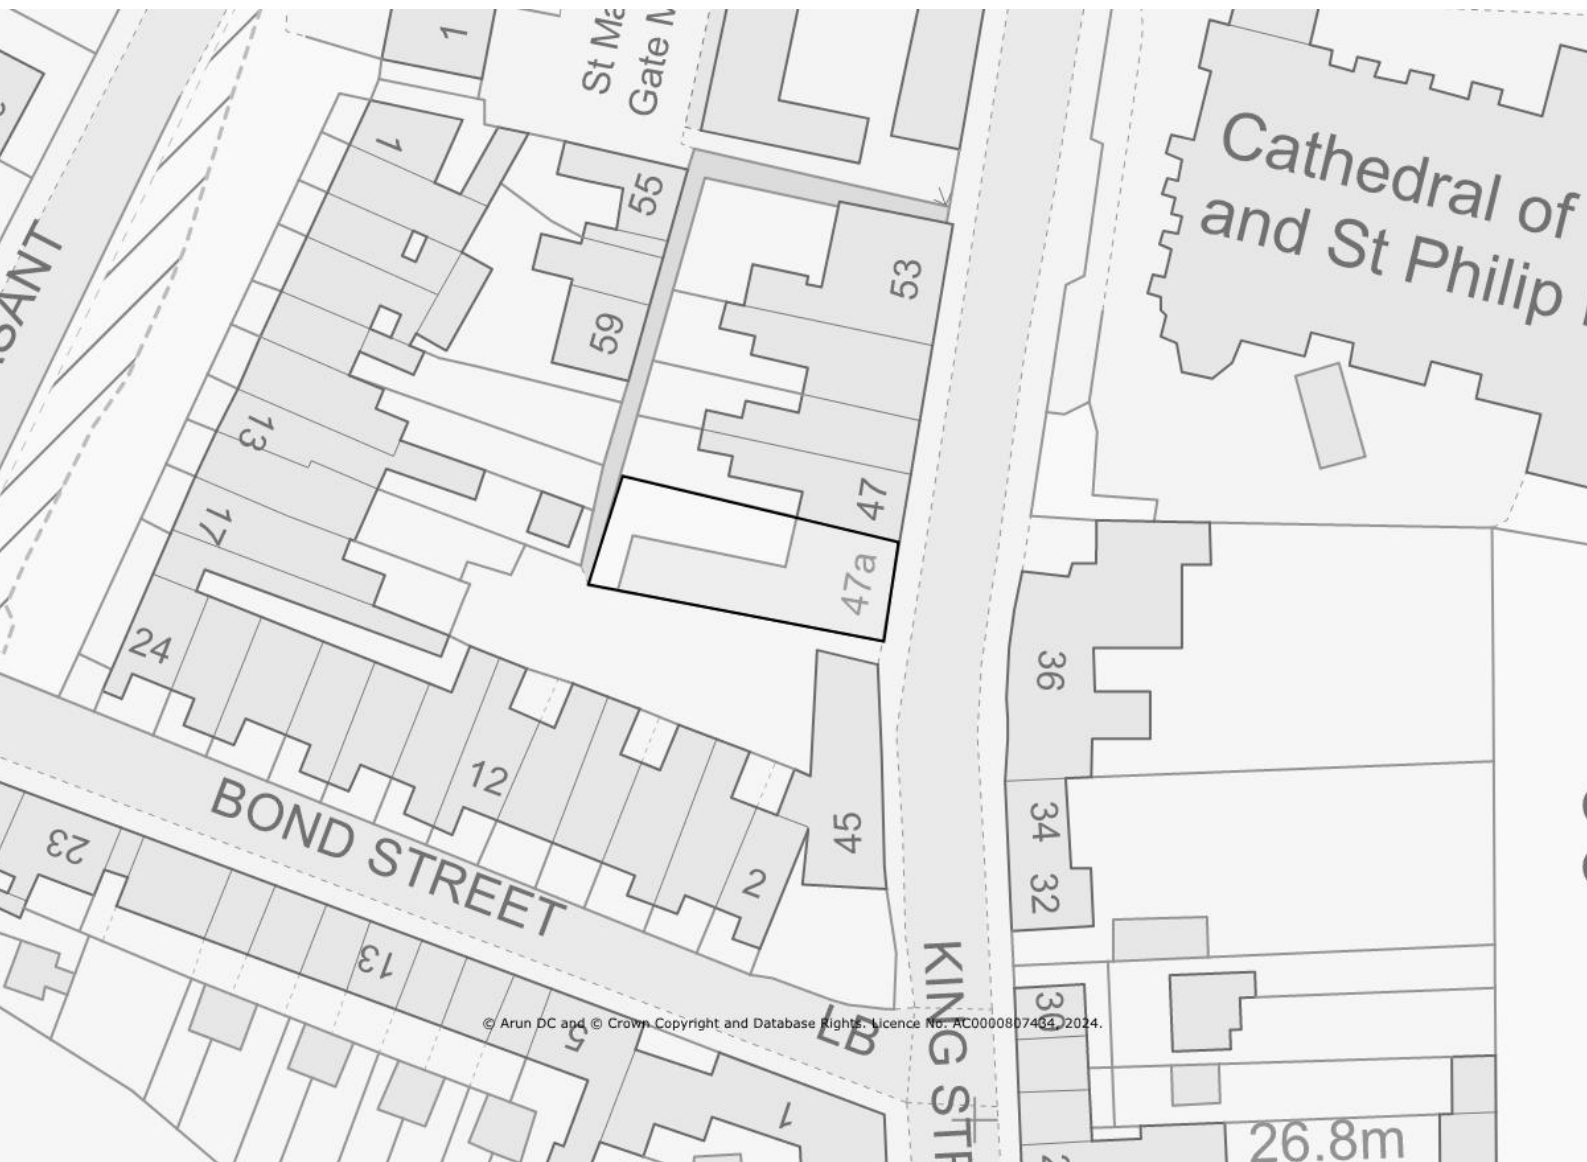 1
St Ma
Gate M
Cathedral of
and St Philip
1
55
53
59
SANT
13
47
17
47a
24
36
12
BOND STREET
34
45
23
2
32
13
KING STR
30
© Arun DC and © Crown Copyright and Database Rights. Licence No. AC0000807434, 2024.
LB
5
1
26.8m